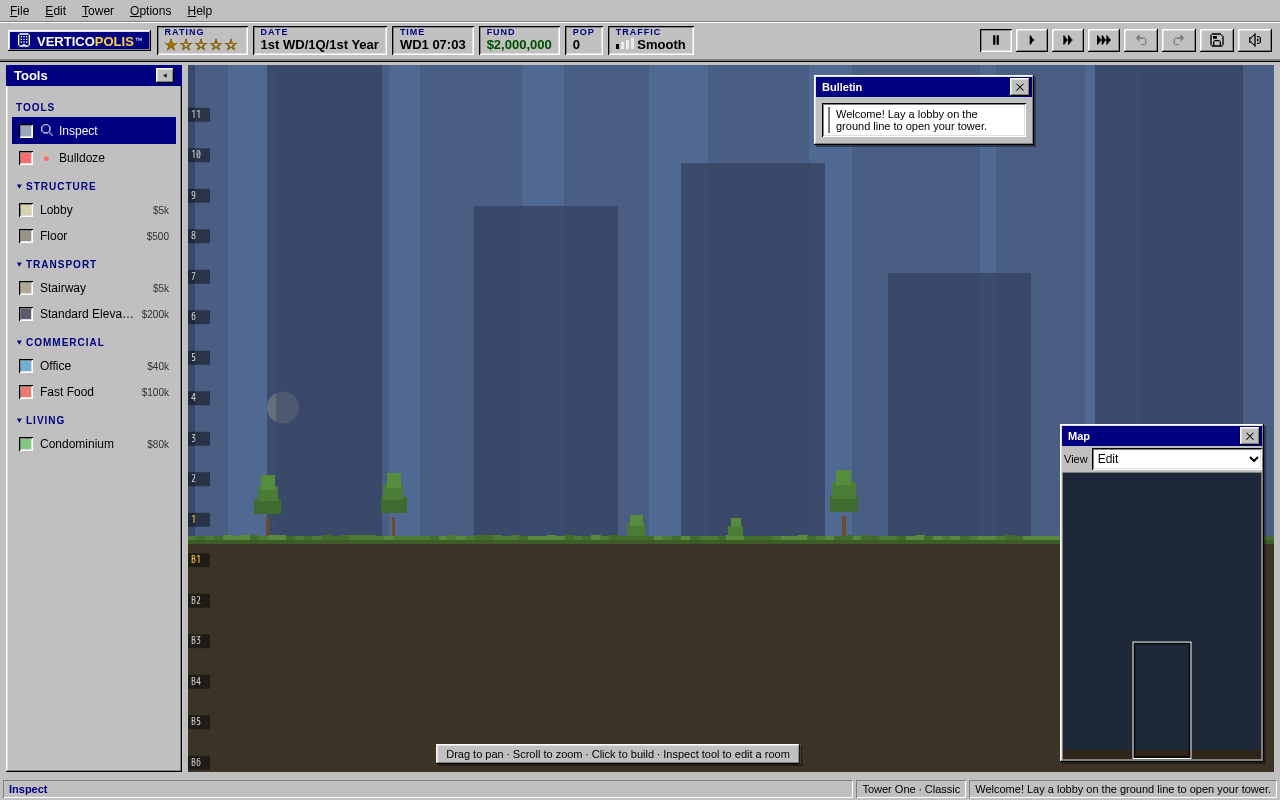 File Edit Tower Options Help
VERTICOPOLIS™
RATING
DATE
1st WD/1Q/1st Year
TIME
WD1 07:03
FUND
$2,000,000
POP
0
TRAFFIC
Smooth
Tools
TOOLS
Inspect
Bulldoze
STRUCTURE
Lobby $5k
Floor $500
TRANSPORT
Stairway $5k
Standard Eleva… $200k
COMMERCIAL
Office $40k
Fast Food $100k
LIVING
Condominium $80k
11
10
9
8
7
6
5
4
3
2
1
B1
B2
B3
B4
B5
B6
Bulletin
Welcome! Lay a lobby on the
ground line to open your tower.
Map
View Edit
Drag to pan · Scroll to zoom · Click to build · Inspect tool to edit a room
Inspect
Tower One · Classic
Welcome! Lay a lobby on the ground line to open your tower.